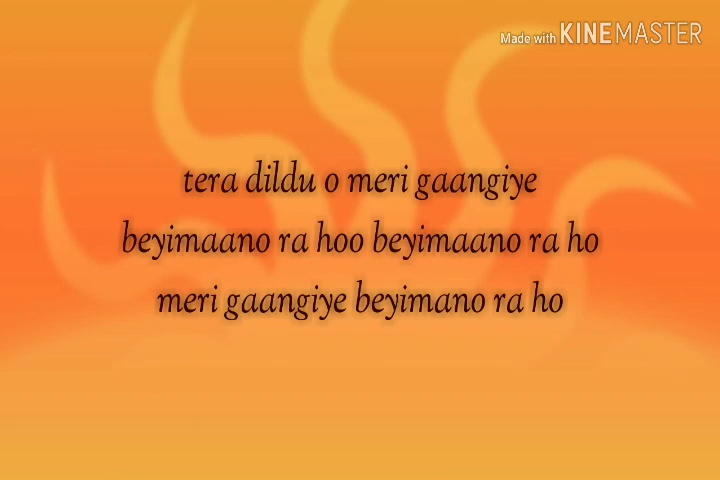 Made with KINEMASTER
tera dildu o meri gaangiye
beyimaano ra hoo beyimaano ra ho
meri gaangiye beyimano ra ho